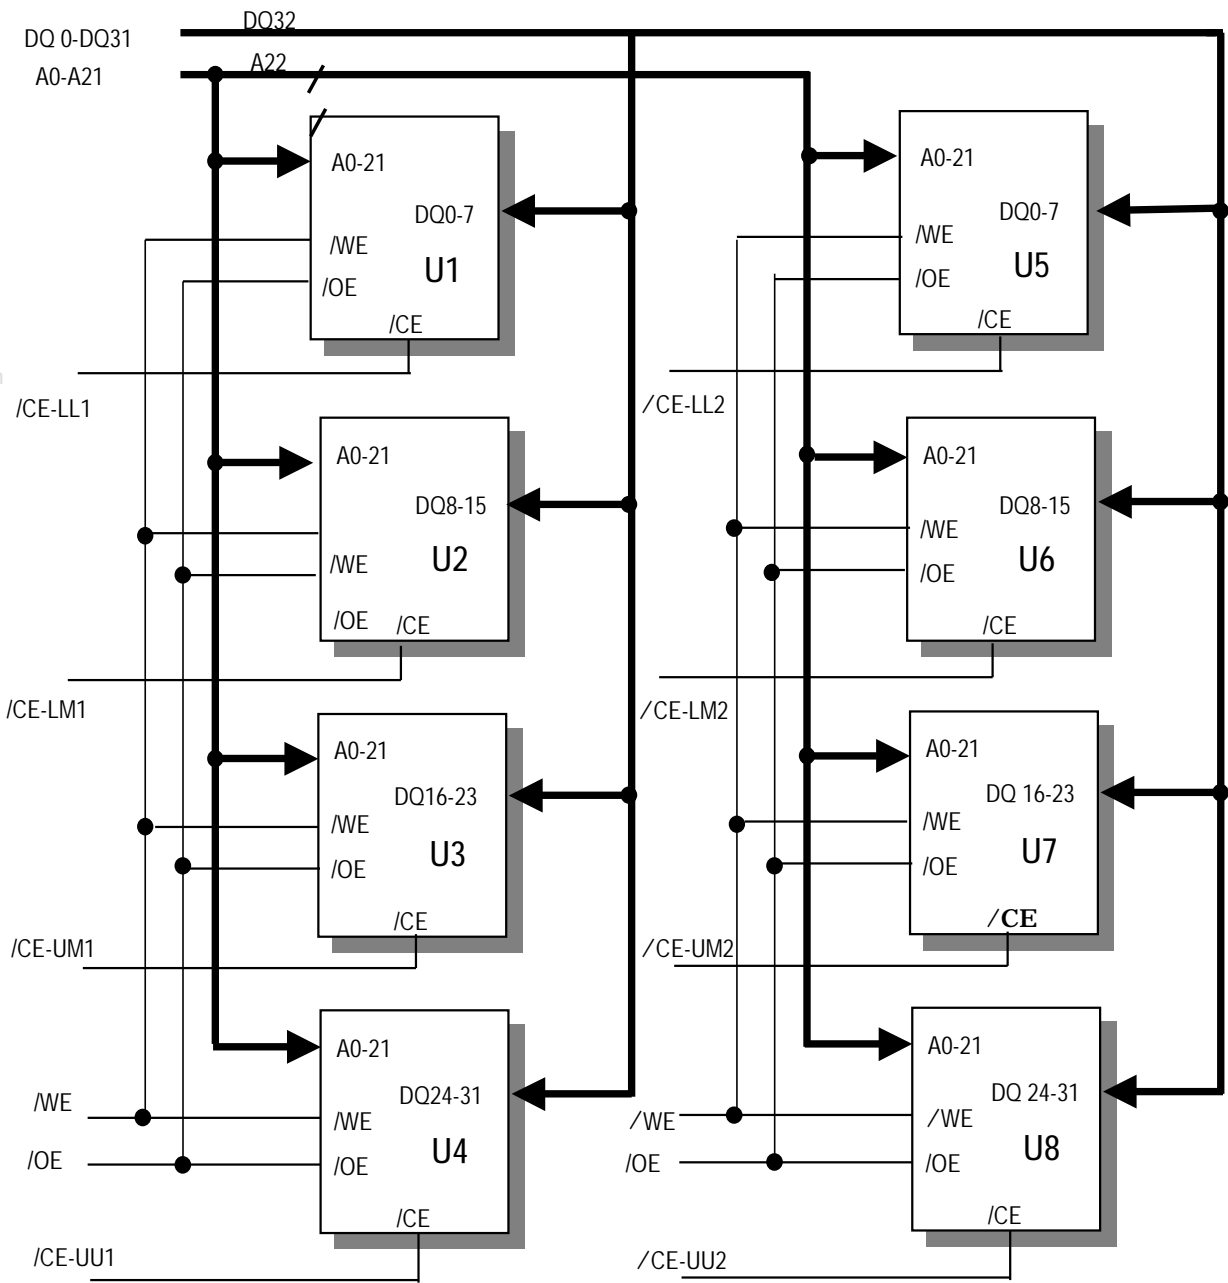 DQ32
DQ 0-DQ31
A22
A0-A21
A0-21
DQ0-7
/WE
U1
/OE
/CE
/CE-LL1
A0-21
DQ0-7
/WE
U5
/OE
/CE
/CE-LL2
A0-21
DQ8-15
U2
/WE
/OE
/CE
/CE-LM1
A0-21
DQ8-15
/WE
U6
/OE
/CE
/CE-LM2
A0-21
DQ16-23
/WE
U3
/OE
/CE
/CE-UM1
A0-21
DQ 16-23
/WE
U7
/OE
/CE
/CE-UM2
A0-21
DQ24-31
/WE
/WE
U4
/OE
/OE
/CE
/CE-UU1
A0-21
DQ 24-31
/WE
/WE
U8
/OE
/OE
/CE
/CE-UU2